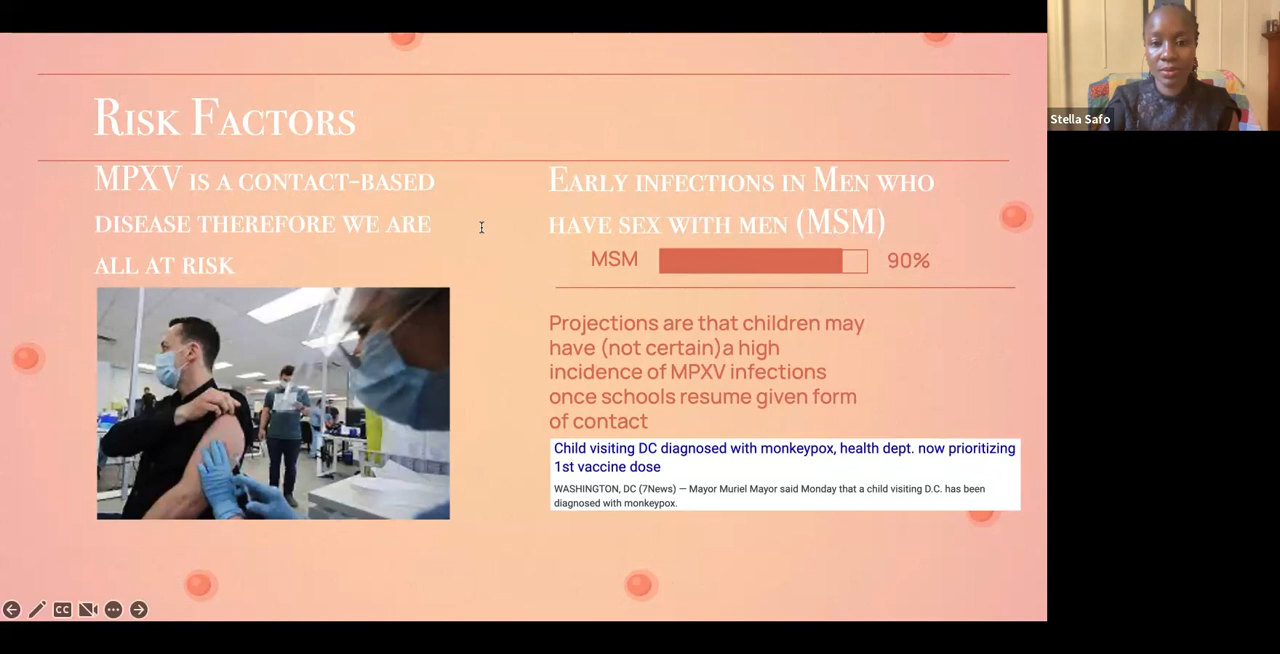 Risk Factors
MPXV is a contact-based
disease therefore we are
all at risk
Early infections in Men who
have sex with men (MSM)
MSM 90%
Projections are that children may
have (not certain)a high
incidence of MPXV infections
once schools resume given form
of contact
Child visiting DC diagnosed with monkeypox, health dept. now prioritizing
1st vaccine dose
WASHINGTON, DC (7News) — Mayor Muriel Mayor said Monday that a child visiting D.C. has been
diagnosed with monkeypox.
Stella Safo
CC